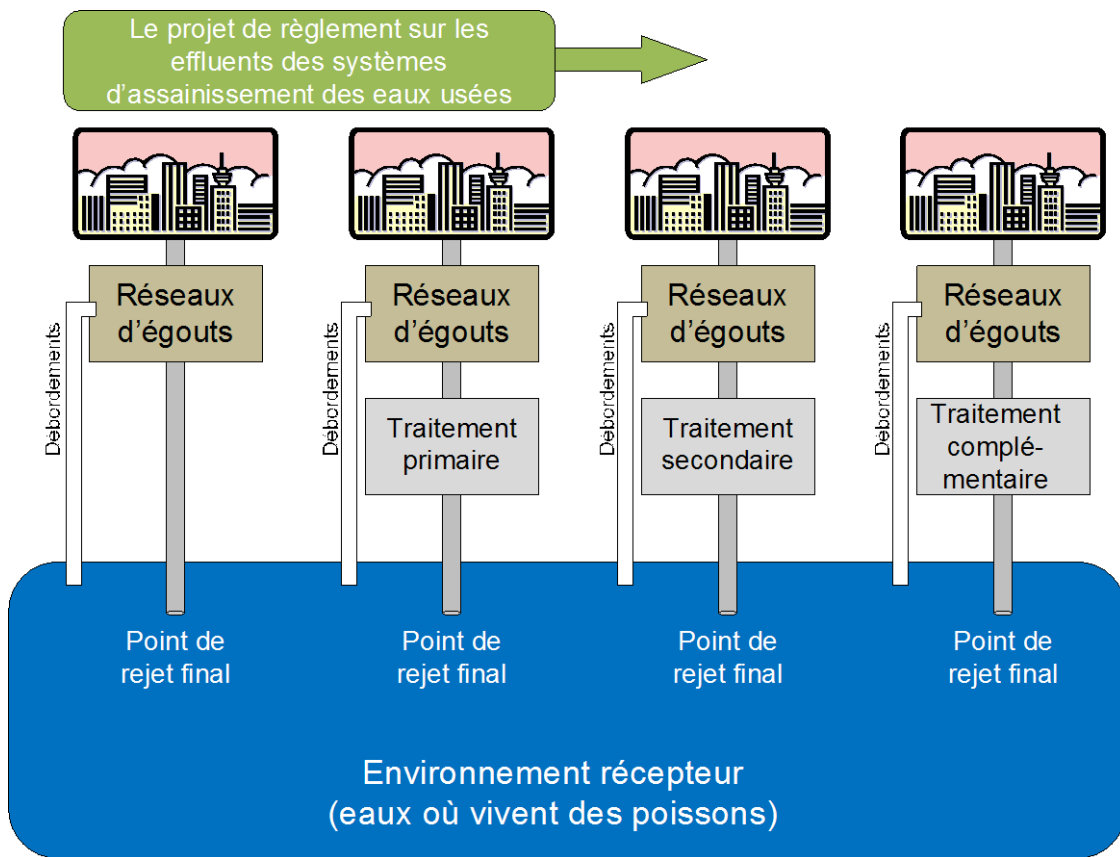 Le projet de règlement sur les
effluents des systèmes
d'assainissement des eaux usées
Débordements
Réseaux
d'égouts
Débordements
Réseaux
d'égouts
Traitement
primaire
Débordements
Réseaux
d'égouts
Traitement
secondaire
Débordements
Réseaux
d'égouts
Traitement
complé-
mentaire
Point de
rejet final
Point de
rejet final
Point de
rejet final
Point de
rejet final
Environnement récepteur
(eaux où vivent des poissons)